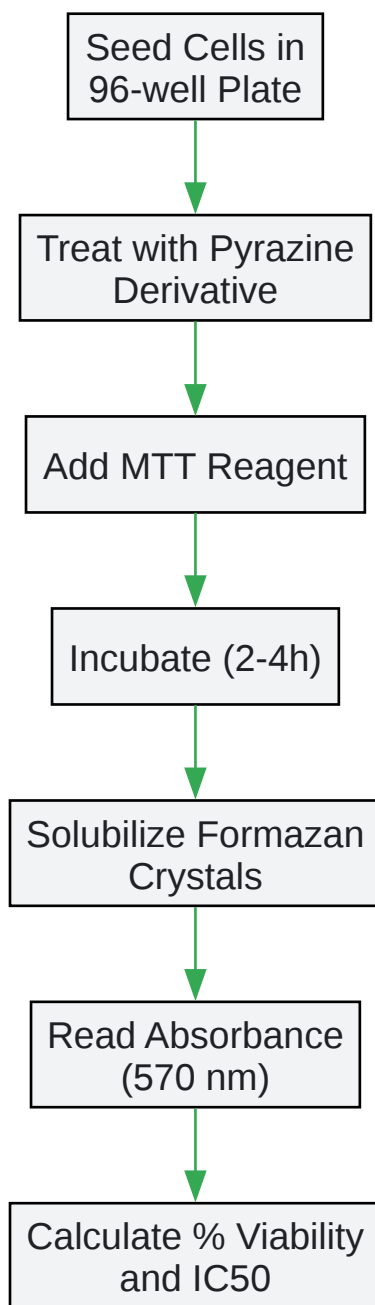 Seed Cells in
96-well Plate
Treat with Pyrazine
Derivative
Add MTT Reagent
Incubate (2-4h)
Solubilize Formazan
Crystals
Read Absorbance
(570 nm)
Calculate % Viability
and IC50